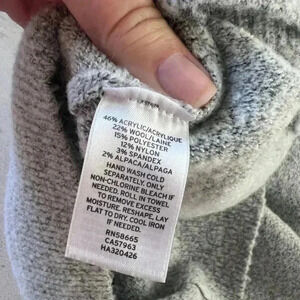 46% ACRYLIC/ACRYLIQUE
22% WOOL/LAINE
15% POLYESTER
12% NYLON
3% SPANDEX
2% ALPACA/ALPAGA
HAND WASH COLD
SEPARATELY. ONLY
NON-CHLORINE BLEACH IF
NEEDED. ROLL IN TOWEL
TO REMOVE EXCESS
MOISTURE. RESHAPE, LAY
FLAT TO DRY. COOL IRON
IF NEEDED.
RN58665
CA57963
HA320426